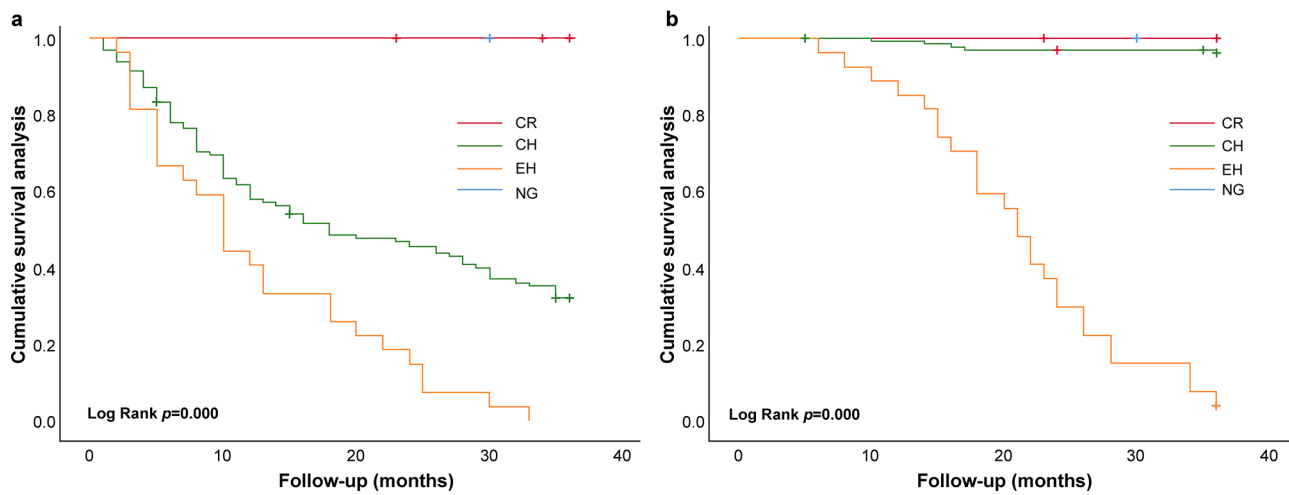 a
Cumulative survival analysis
1.0
0.8
0.6
0.4
0.2
0.0
CR
CH
EH
NG
Log Rank p=0.000
0 10 20 30 40
Follow-up (months)
b
Cumulative survival analysis
1.0
0.8
0.6
0.4
0.2
0.0
CR
CH
EH
NG
Log Rank p=0.000
0 10 20 30 40
Follow-up (months)